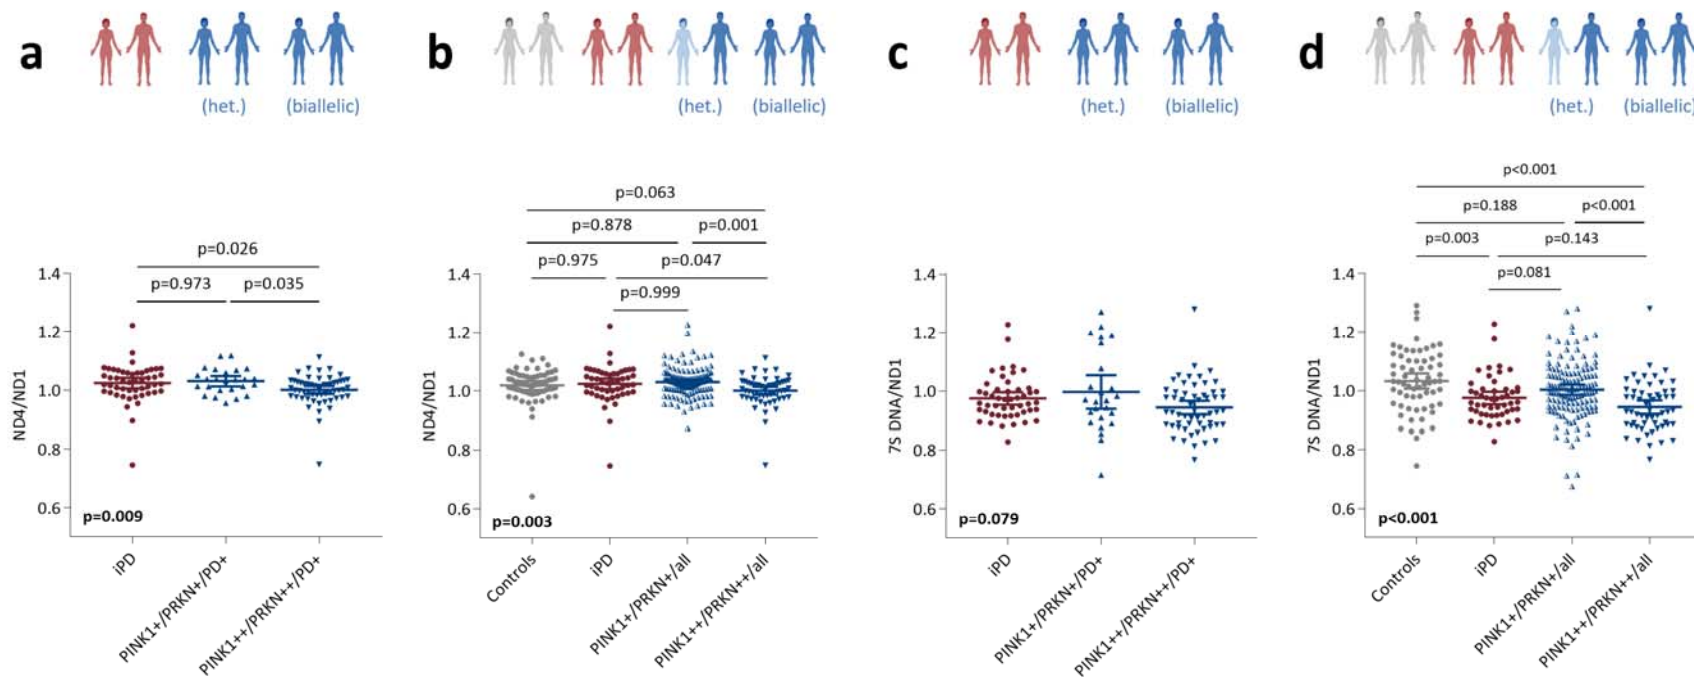 a
(het.) (biallelic)
p=0.026
p=0.973 p=0.035
1.4
1.2
1.0
0.8
0.6
ND4/ND1
p=0.009
iPD
PINK1+/PRKN+/PD+
PINK1++/PRKN++/PD+
b
(het.) (biallelic)
p=0.063
p=0.878 p=0.001
p=0.975 p=0.047
p=0.999
1.4
1.2
1.0
0.8
0.6
ND4/ND1
p=0.003
Controls
iPD
PINK1+/PRKN+/all
PINK1++/PRKN++/all
c
(het.) (biallelic)
1.4
1.2
1.0
0.8
0.6
7S DNA/ND1
p=0.079
iPD
PINK1+/PRKN+/PD+
PINK1++/PRKN++/PD+
d
(het.) (biallelic)
p<0.001
p=0.188 p<0.001
p=0.003 p=0.143
p=0.081
1.4
1.2
1.0
0.8
0.6
7S DNA/ND1
p<0.001
Controls
iPD
PINK1+/PRKN+/all
PINK1++/PRKN++/all